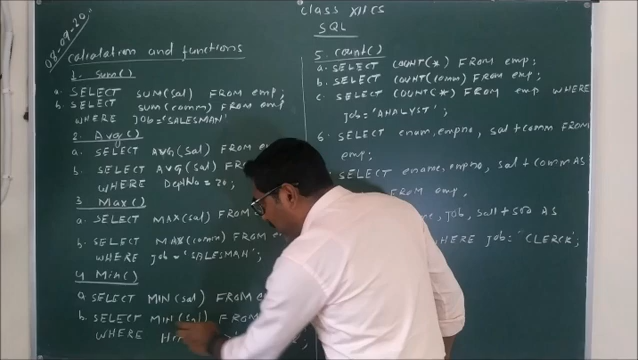 08-09-20
Class XII CS
SQL
Calculation and functions
1. Sum()
a. SELECT SUM(Sal) FROM emp;
b. SELECT SUM(comm) FROM emp
WHERE Job='SALESMAN'
2. Avg()
a. SELECT AVG(Sal) FROM
b. SELECT AVG(Sal) FRO
WHERE DeptNo = 20;
3 Max()
a. SELECT MAX(Sal) FROM
b. SELECT MAX(comm) FROM
WHERE Job='SALESMAN';
4 Min()
a. SELECT MIN(Sal) FROM
b. SELECT MIN(Sal) FROM
WHERE
5. Count()
a. SELECT COUNT(*) FROM emp;
b. SELECT COUNT(comm) FROM emp;
c. SELECT COUNT(*) FROM emp WHERE
Job='ANALYST';
6. SELECT enam, empno, Sal + Comm FROM
emp;
SELECT ename, empno, Sal + Comm AS
FROM emp,
Job, Sal + 500 AS
WHERE Job= "CLERCK";